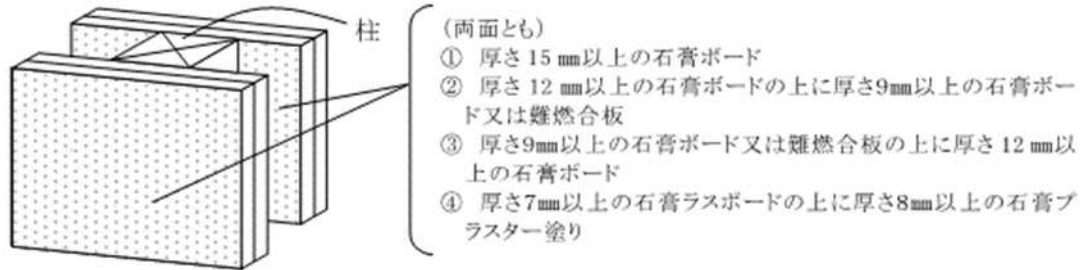 柱
(両面とも)
① 厚さ15㎜以上の石膏ボード
② 厚さ12㎜以上の石膏ボードの上に厚さ9㎜以上の石膏ボー
ド又は難燃合板
③ 厚さ9㎜以上の石膏ボード又は難燃合板の上に厚さ12㎜以
上の石膏ボード
④ 厚さ7㎜以上の石膏ラスボードの上に厚さ8㎜以上の石膏プ
ラスター塗り